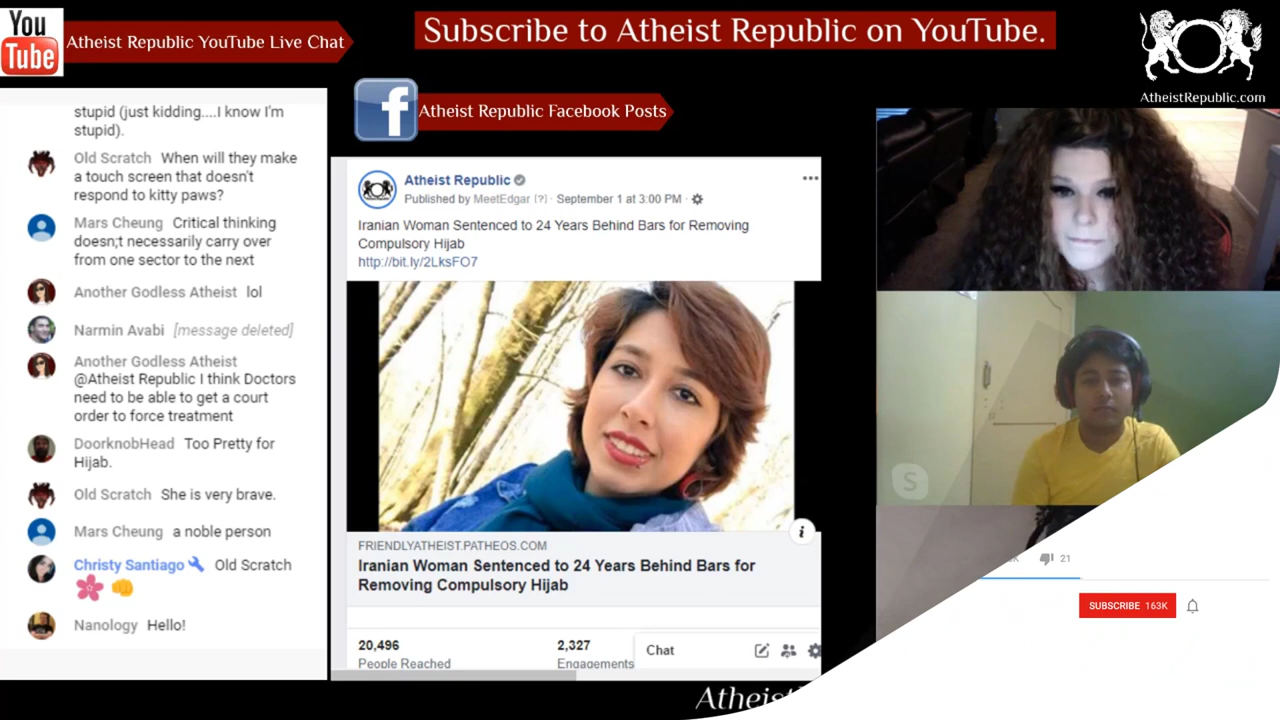 You
Tube
Atheist Republic YouTube Live Chat
Subscribe to Atheist Republic on YouTube.
AtheistRepublic.com
Atheist Republic Facebook Posts
stupid (just kidding....I know I'm
stupid).
Old Scratch When will they make
a touch screen that doesn't
respond to kitty paws?
Mars Cheung Critical thinking
doesn;t necessarily carry over
from one sector to the next
Another Godless Atheist lol
Narmin Avabi [message deleted]
Another Godless Atheist
@Atheist Republic I think Doctors
need to be able to get a court
order to force treatment
DoorknobHead Too Pretty for
Hijab.
Old Scratch She is very brave.
Mars Cheung a noble person
Christy Santiago Old Scratch
Nanology Hello!
f
Atheist Republic
Published by MeetEdgar [?] · September 1 at 3:00 PM ·
Iranian Woman Sentenced to 24 Years Behind Bars for Removing
Compulsory Hijab
http://bit.ly/2LksFO7
i
FRIENDLYATHEIST.PATHEOS.COM
Iranian Woman Sentenced to 24 Years Behind Bars for
Removing Compulsory Hijab
20,496
People Reached
2,327
Engagements
Chat
S
21
SUBSCRIBE 163K